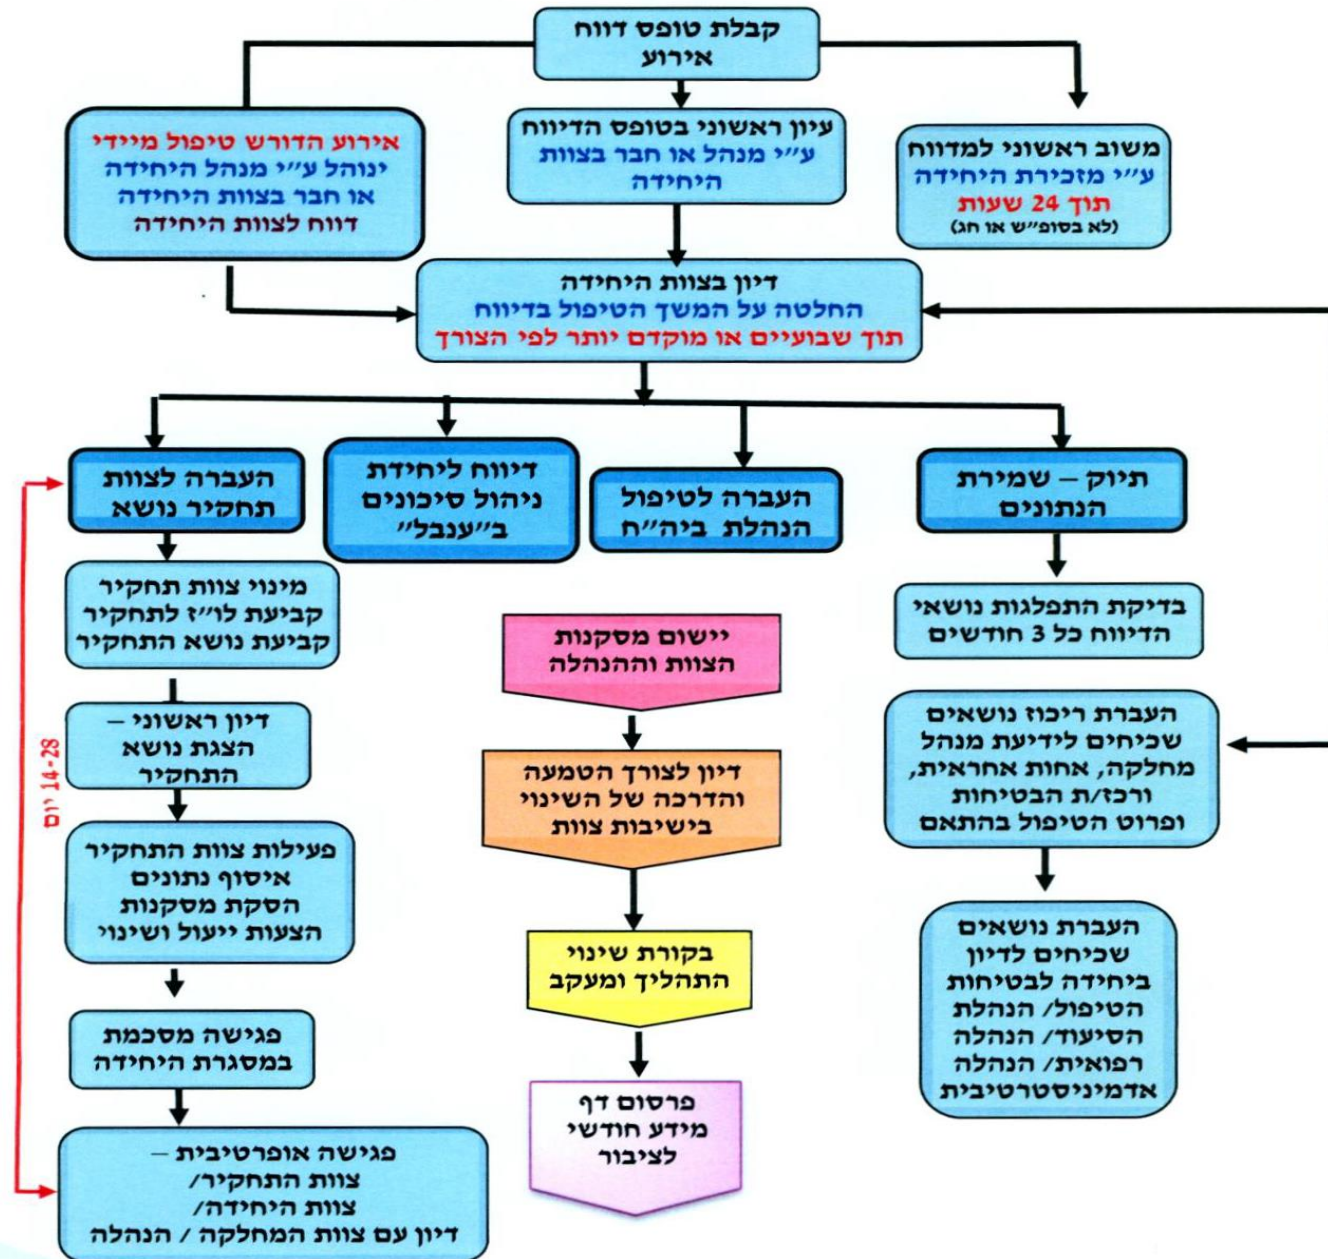 קבלת טופס דווח
אירוע
משוב ראשוני למדווח
ע״י מזכירת היחידה
תוך 24 שעות
(לא בסופ״ש או חג)
עיון ראשוני בטופס הדיווח
ע״י מנהל או חבר בצוות
היחידה
אירוע הדורש טיפול מיידי
ינוהל ע״י מנהל היחידה
או חבר בצוות היחידה
דווח לצוות היחידה
דיון בצוות היחידה
החלטה על המשך הטיפול בדיווח
תוך שבועיים או מוקדם יותר לפי הצורך
תיוק – שמירת
הנתונים
העברה לטיפול
הנהלת ביה״ח
דיווח ליחידת
ניהול סיכונים
ב״ענבל״
העברה לצוות
תחקיר נושא
בדיקת התפלגות נושאי
הדיווח כל 3 חודשים
העברת ריכוז נושאים
שכיחים לידיעת מנהל
מחלקה, אחות אחראית,
ורכז/ת הבטיחות
ופרוט הטיפול בהתאם
העברת נושאים
שכיחים לדיון
ביחידה לבטיחות
הטיפול/ הנהלת
הסיעוד/ הנהלה
רפואית/ הנהלה
אדמיניסטרטיבית
יישום מסקנות
הצוות וההנהלה
דיון לצורך הטמעה
והדרכה של השינוי
בישיבות צוות
בקורת שינוי
התהליך ומעקב
פרסום דף
מידע חודשי
לציבור
מינוי צוות תחקיר
קביעת לו״ז לתחקיר
קביעת נושא התחקיר
דיון ראשוני –
הצגת נושא
התחקיר
פעילות צוות התחקיר
איסוף נתונים
הסקת מסקנות
הצעות ייעול ושינוי
פגישה מסכמת
במסגרת היחידה
פגישה אופרטיבית –
צוות התחקיר/
צוות היחידה/
דיון עם צוות המחלקה / הנהלה
14-28 יום